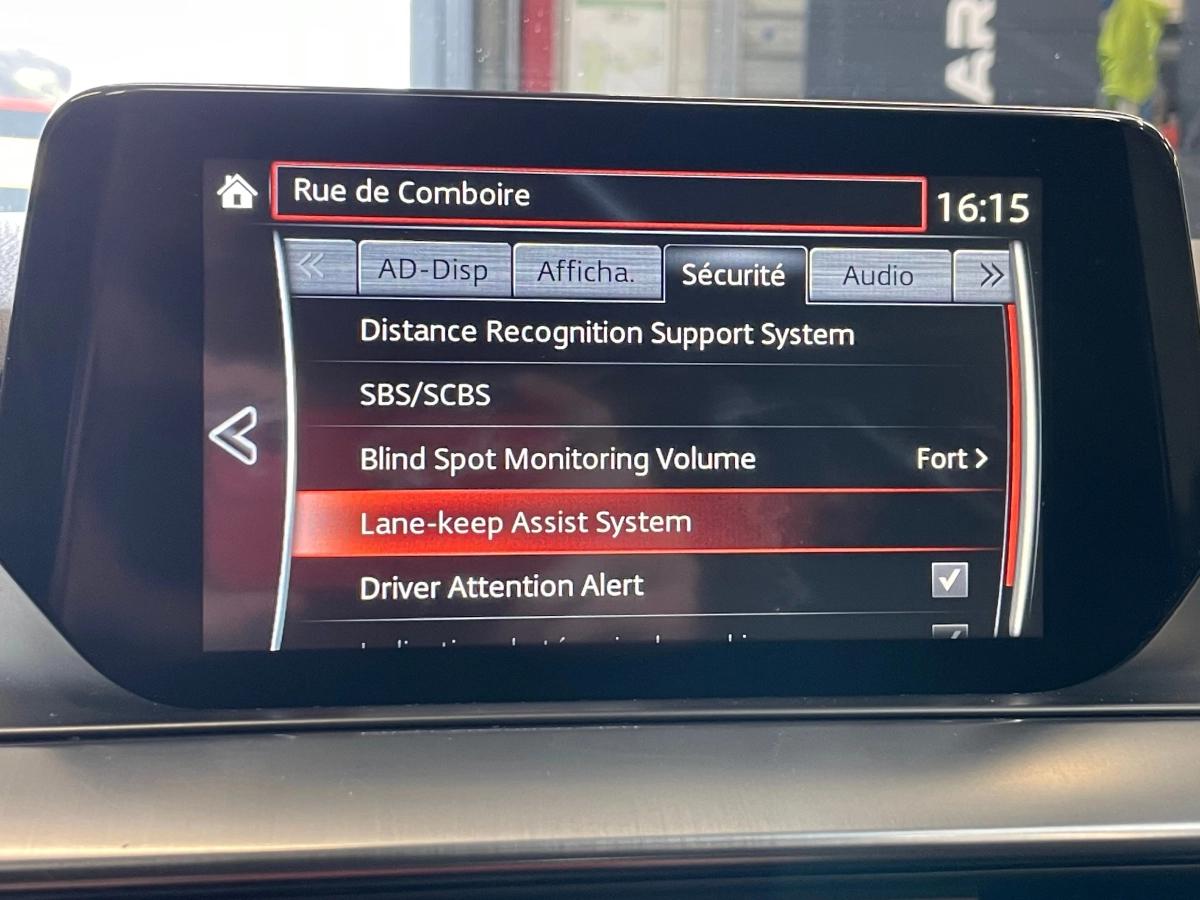 AR
Rue de Comboire
16:15
AD-Disp
Afficha.
Sécurité
Audio
Distance Recognition Support System
SBS/SCBS
Blind Spot Monitoring Volume
Fort
Lane-keep Assist System
Driver Attention Alert